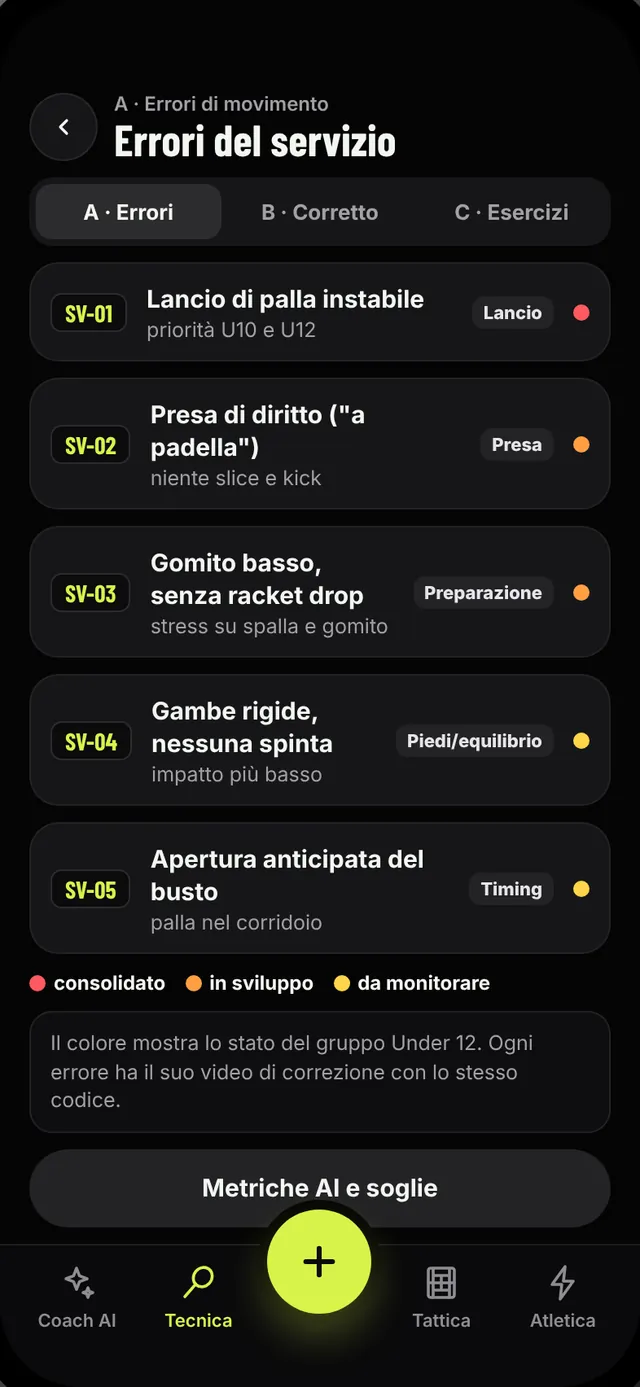 A · Errori di movimento
Errori del servizio
A · Errori
B · Corretto
C · Esercizi
SV-01
Lancio di palla instabile
priorità U10 e U12
Lancio
SV-02
Presa di diritto ("a
padella")
niente slice e kick
Presa
SV-03
Gomito basso,
senza racket drop
stress su spalla e gomito
Preparazione
SV-04
Gambe rigide,
nessuna spinta
impatto più basso
Piedi/equilibrio
SV-05
Apertura anticipata del
busto
palla nel corridoio
Timing
consolidato
in sviluppo
da monitorare
Il colore mostra lo stato del gruppo Under 12. Ogni
errore ha il suo video di correzione con lo stesso
codice.
Metriche AI e soglie
Coach AI
Tecnica
Tattica
Atletica